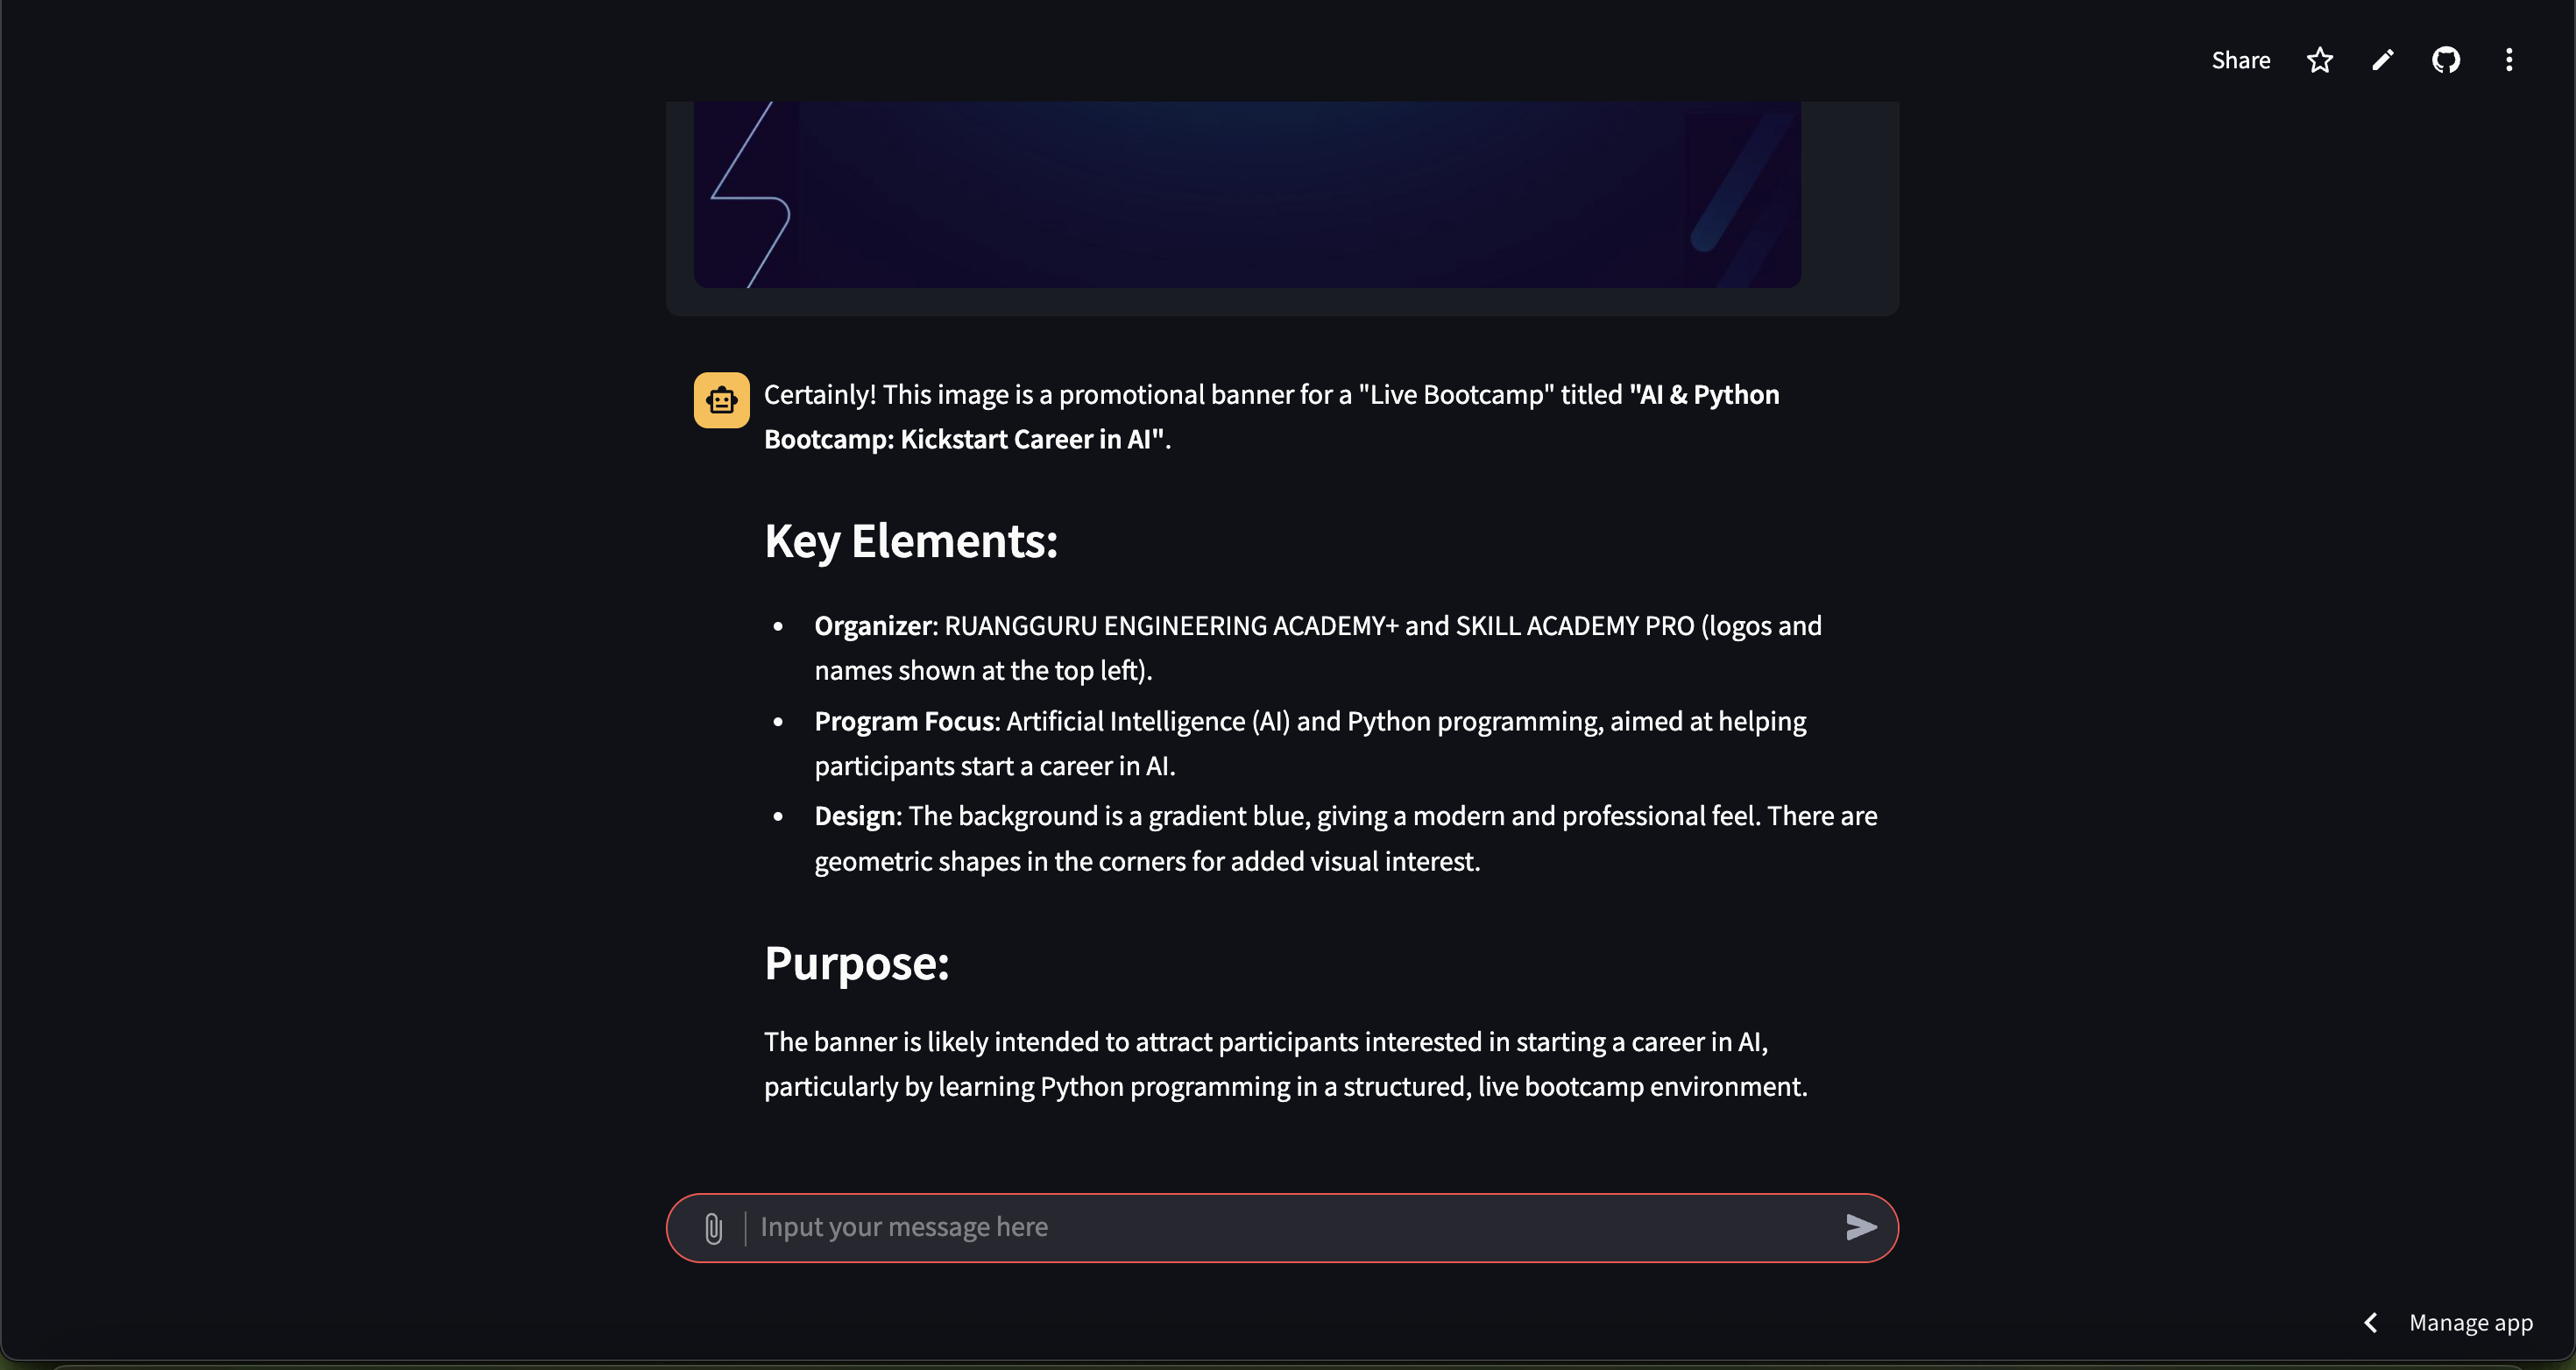 Share
Certainly! This image is a promotional banner for a "Live Bootcamp" titled "AI & Python
Bootcamp: Kickstart Career in AI".
Key Elements:
• Organizer: RUANGGURU ENGINEERING ACADEMY+ and SKILL ACADEMY PRO (logos and
names shown at the top left).
• Program Focus: Artificial Intelligence (AI) and Python programming, aimed at helping
participants start a career in AI.
• Design: The background is a gradient blue, giving a modern and professional feel. There are
geometric shapes in the corners for added visual interest.
Purpose:
The banner is likely intended to attract participants interested in starting a career in AI,
particularly by learning Python programming in a structured, live bootcamp environment.
Input your message here
Manage app